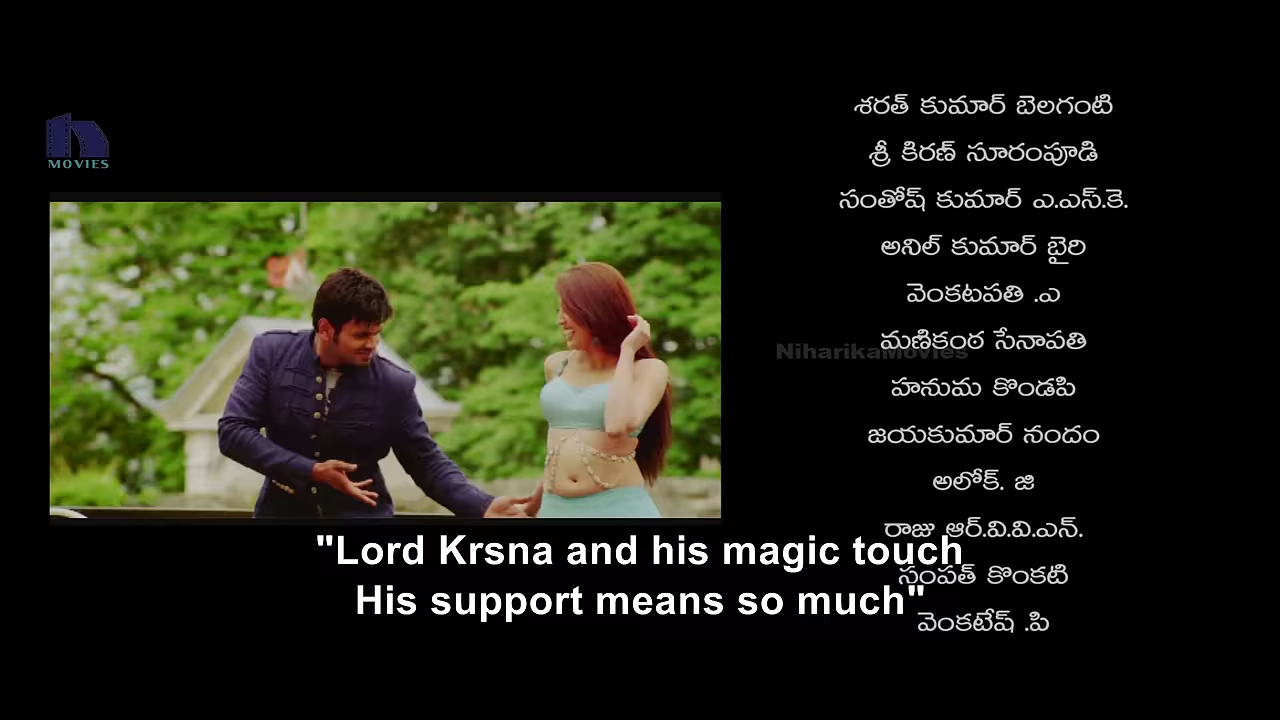 MOVIES
శరత్ కుమార్ బెలగంటి
శ్రీ కిరణ్ సూరంపూడి
సంతోష్ కుమార్ ఎ.ఎస్.కె.
అనిల్ కుమార్ బైరి
వెంకటపతి .ఎ
మణికంఠ సేనాపతి
NiharikaMovies
హనుమ కొండపి
జయకుమార్ నందం
అలోక్. జి
రాజు ఆర్.వి.వి.ఎన్.
సంపత్ కొంకటి
వెంకటేష్ .పి
"Lord Krsna and his magic touch
His support means so much"